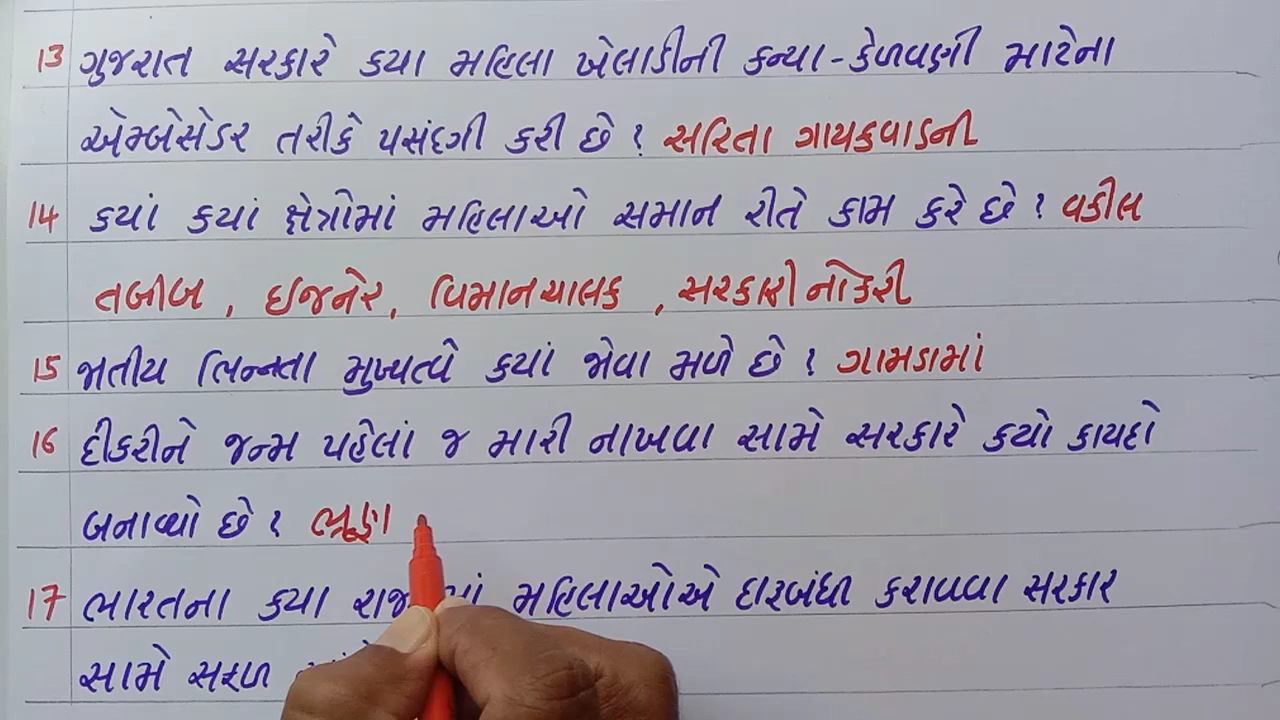 13 ગુજરાત સરકારે કયા મહિલા ખેલાડીની કન્યા-કેળવણી માટેના
એમ્બેસેડર તરીકે પસંદગી કરી છે? સરિતા ગાયકવાડની
14 કયાં કયાં ક્ષેત્રોમાં મહિલાઓ સમાન રીતે કામ કરે છે? વકીલ
તબીબ, ઈજનેર, વિમાનચાલક, સરકારી નોકરી
15 જાતીય ભિન્નતા મુખ્યત્વે કયાં જોવા મળે છે? ગામડામાં
16 દીકરીને જન્મ પહેલાં જ મારી નાખવા સામે સરકારે કયો કાયદો
બનાવ્યો છે? ભ્રૂણ
17 ભારતના કયા મહિલાઓએ દારૂબંધી કરાવવા સરકાર
સામે સફળ